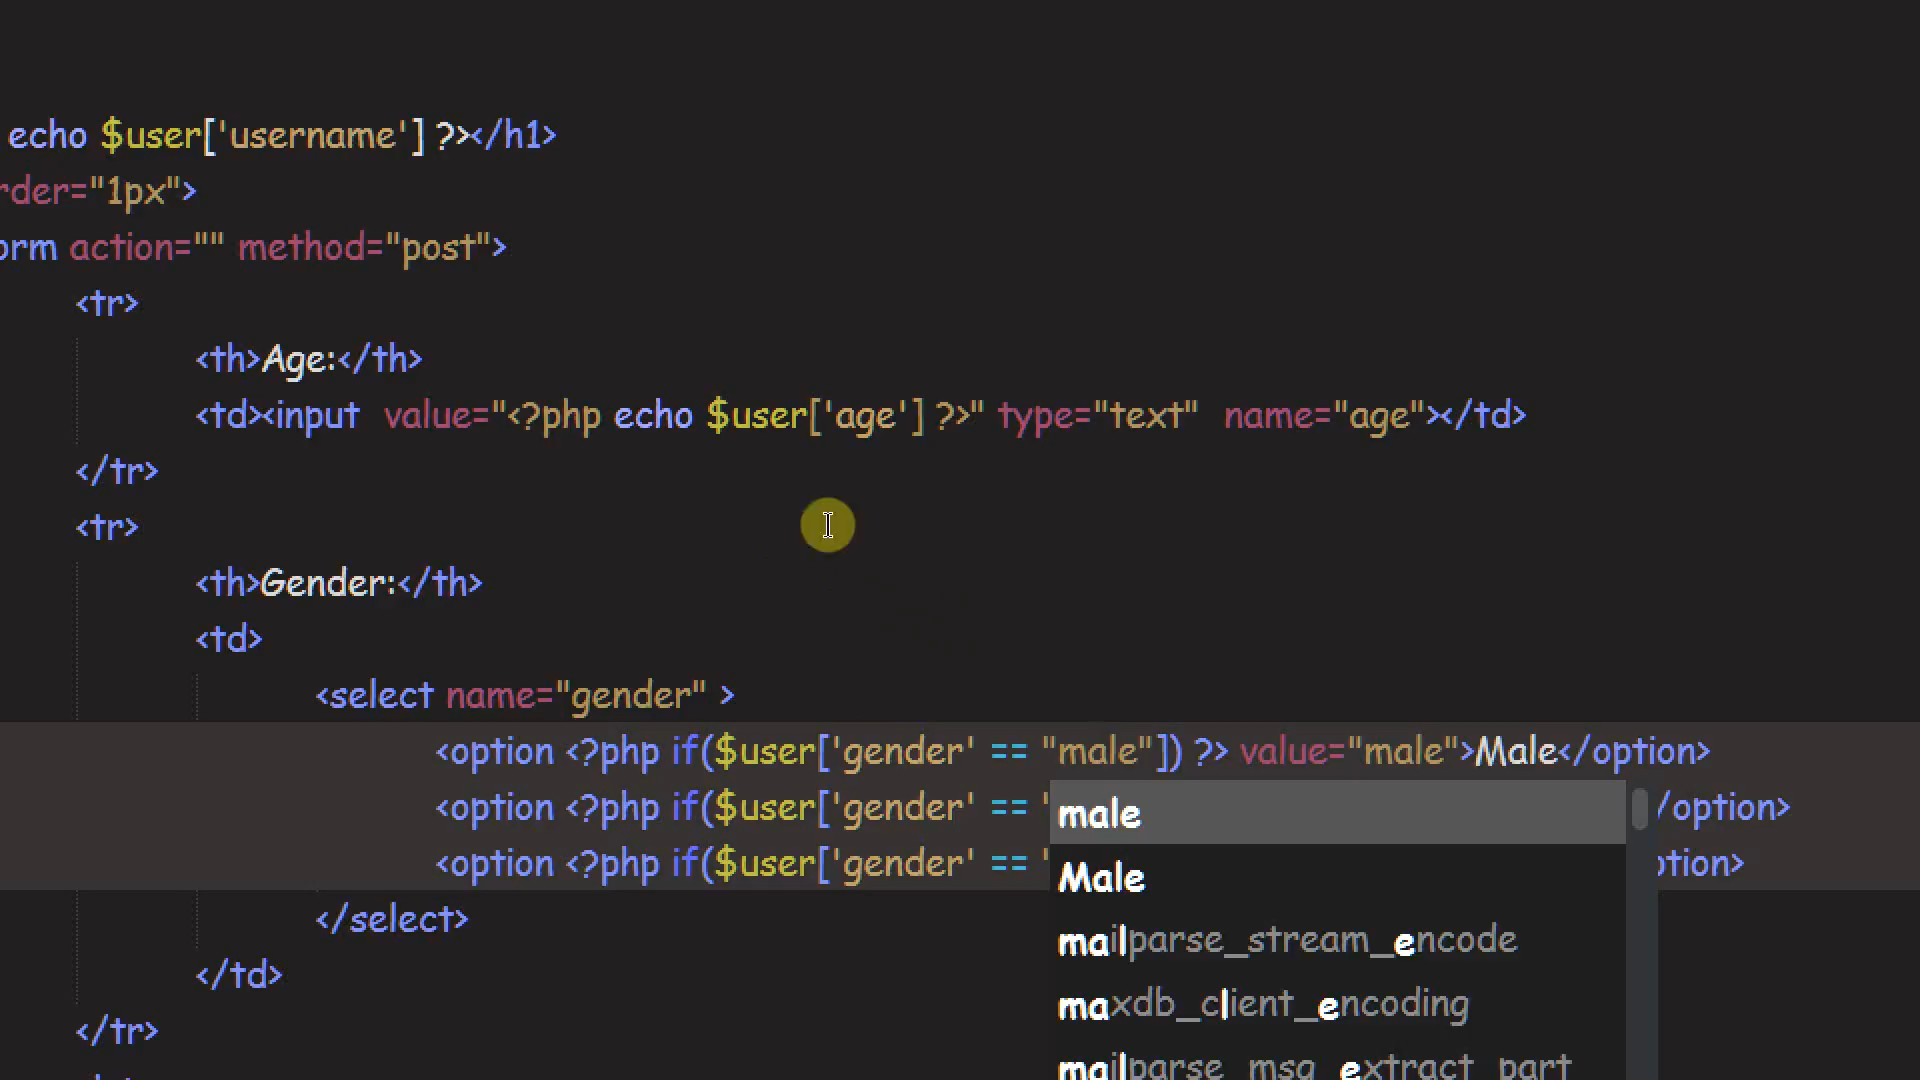 echo $user['username'] ?></h1>
rder="1px">
orm action="" method="post">
<tr>
<th>Age:</th>
<td><input  value="<?php echo $user['age'] ?>" type="text"  name="age"></td>
</tr>
<tr>
<th>Gender:</th>
<td>
<select name="gender" >
<option <?php if($user['gender' == "male"]) ?> value="male">Male</option>
<option <?php if($user['gender' == " /option>
<option <?php if($user['gender' == " ption>
male
Male
mailparse_stream_encode
maxdb_client_encoding
mailparse_msg_extract_part
</select>
</td>
</tr>